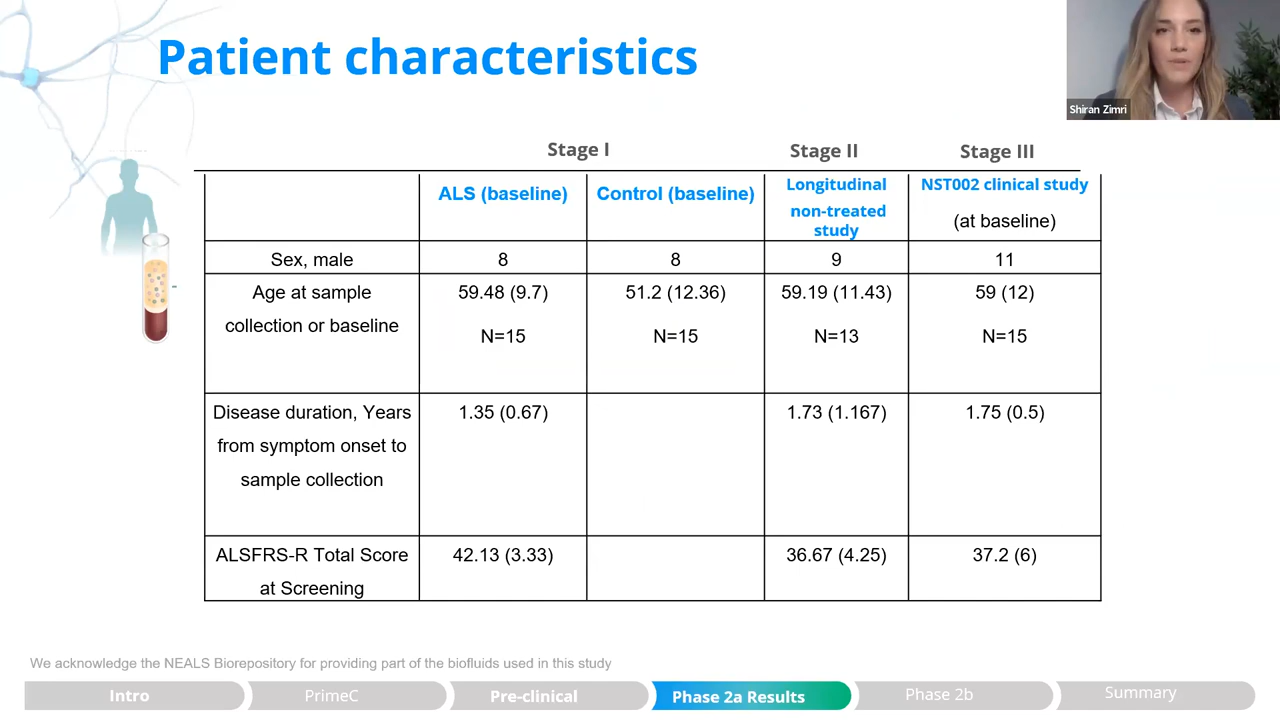 Patient characteristics
Shiran Zimri
Stage I Stage II Stage III
ALS (baseline) Control (baseline) Longitudinal non-treated study NST002 clinical study (at baseline)
Sex, male 8 8 9 11
Age at sample collection or baseline 59.48 (9.7) 51.2 (12.36) 59.19 (11.43) 59 (12)
N=15 N=15 N=13 N=15
Disease duration, Years from symptom onset to sample collection 1.35 (0.67) 1.73 (1.167) 1.75 (0.5)
ALSFRS-R Total Score at Screening 42.13 (3.33) 36.67 (4.25) 37.2 (6)
We acknowledge the NEALS Biorepository for providing part of the biofluids used in this study
Intro PrimeC Pre-clinical Phase 2a Results Phase 2b Summary